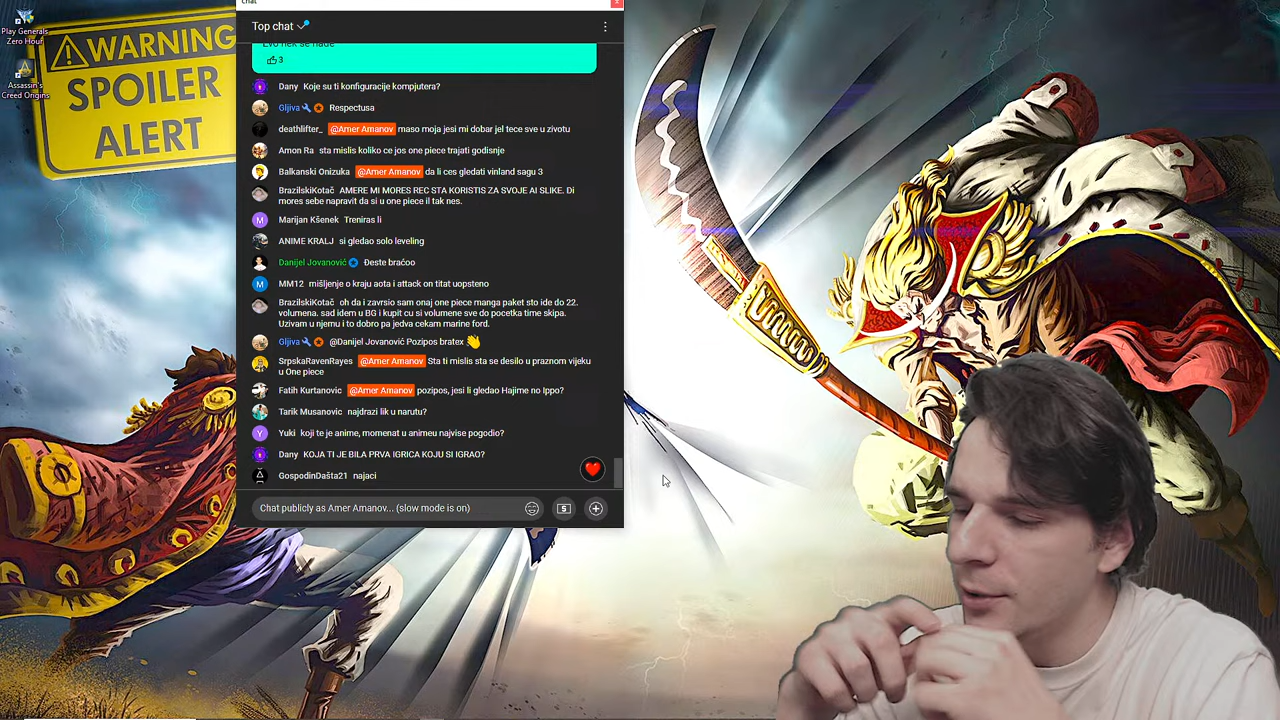 Play Generals
Zero Hour
Assassin's
Creed Origins
WARNING
SPOILER
ALERT
Chat
Top chat
Evo nek se nađe
3
Dany Koje su ti konfiguracije kompjutera?
Gljiva Respectusa
deathlifter_ @Amer Amanov maso moja jesi mi dobar jel tece sve u zivotu
Amon Ra sta mislis koliko ce jos one piece trajati godisnje
Balkanski Onizuka @Amer Amanov da li ces gledati vinland sagu 3
BrazilskiKotač AMERE MI MORES REC STA KORISTIS ZA SVOJE AI SLIKE. DI
mores sebe napravit da si u one piece il tak nes.
Marijan Kšenek Treniras li
ANIME KRALJ si gledao solo leveling
Danijel Jovanović Đeste braćoo
MM12 mišljenje o kraju aota i attack on titat uopsteno
BrazilskiKotač oh da i zavrsio sam onaj one piece manga paket sto ide do 22.
volumena. sad idem u BG i kupit cu si volumene sve do pocetka time skipa.
Uzivam u njemu i to dobro pa jedva cekam marine ford.
Gljiva @Danijel Jovanović Pozipos bratex 👋
SrpskaRavenRayes @Amer Amanov Sta ti mislis sta se desilo u praznom vijeku
u One piece
Fatih Kurtanovic @Amer Amanov pozipos, jesi li gledao Hajime no Ippo?
Tarik Musanovic najdrazi lik u narutu?
Yuki koji te je anime, momenat u animeu najvise pogodio?
Dany KOJA TI JE BILA PRVA IGRICA KOJU SI IGRAO?
GospodinDašta21 najaci
Chat publicly as Amer Amanov... (slow mode is on)